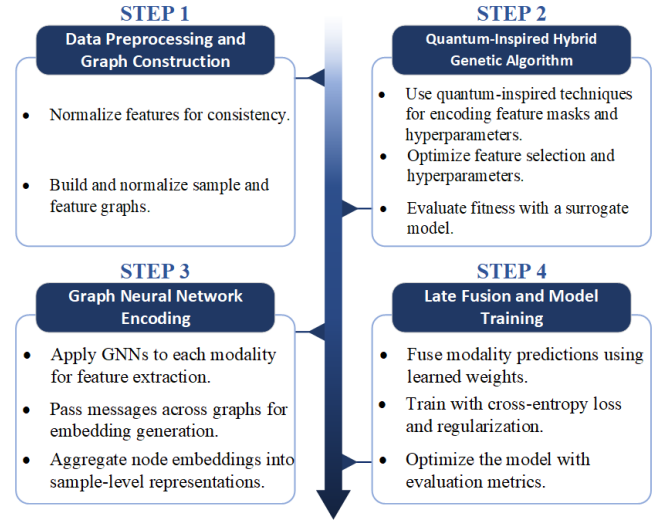 STEP 1
Data Preprocessing and
Graph Construction
• Normalize features for consistency.
• Build and normalize sample and
feature graphs.
STEP 2
Quantum-Inspired Hybrid
Genetic Algorithm
• Use quantum-inspired techniques
for encoding feature masks and
hyperparameters.
• Optimize feature selection and
hyperparameters.
• Evaluate fitness with a surrogate
model.
STEP 3
Graph Neural Network
Encoding
• Apply GNNs to each modality
for feature extraction.
• Pass messages across graphs for
embedding generation.
• Aggregate node embeddings into
sample-level representations.
STEP 4
Late Fusion and Model
Training
• Fuse modality predictions using
learned weights.
• Train with cross-entropy loss
and regularization.
• Optimize the model with
evaluation metrics.